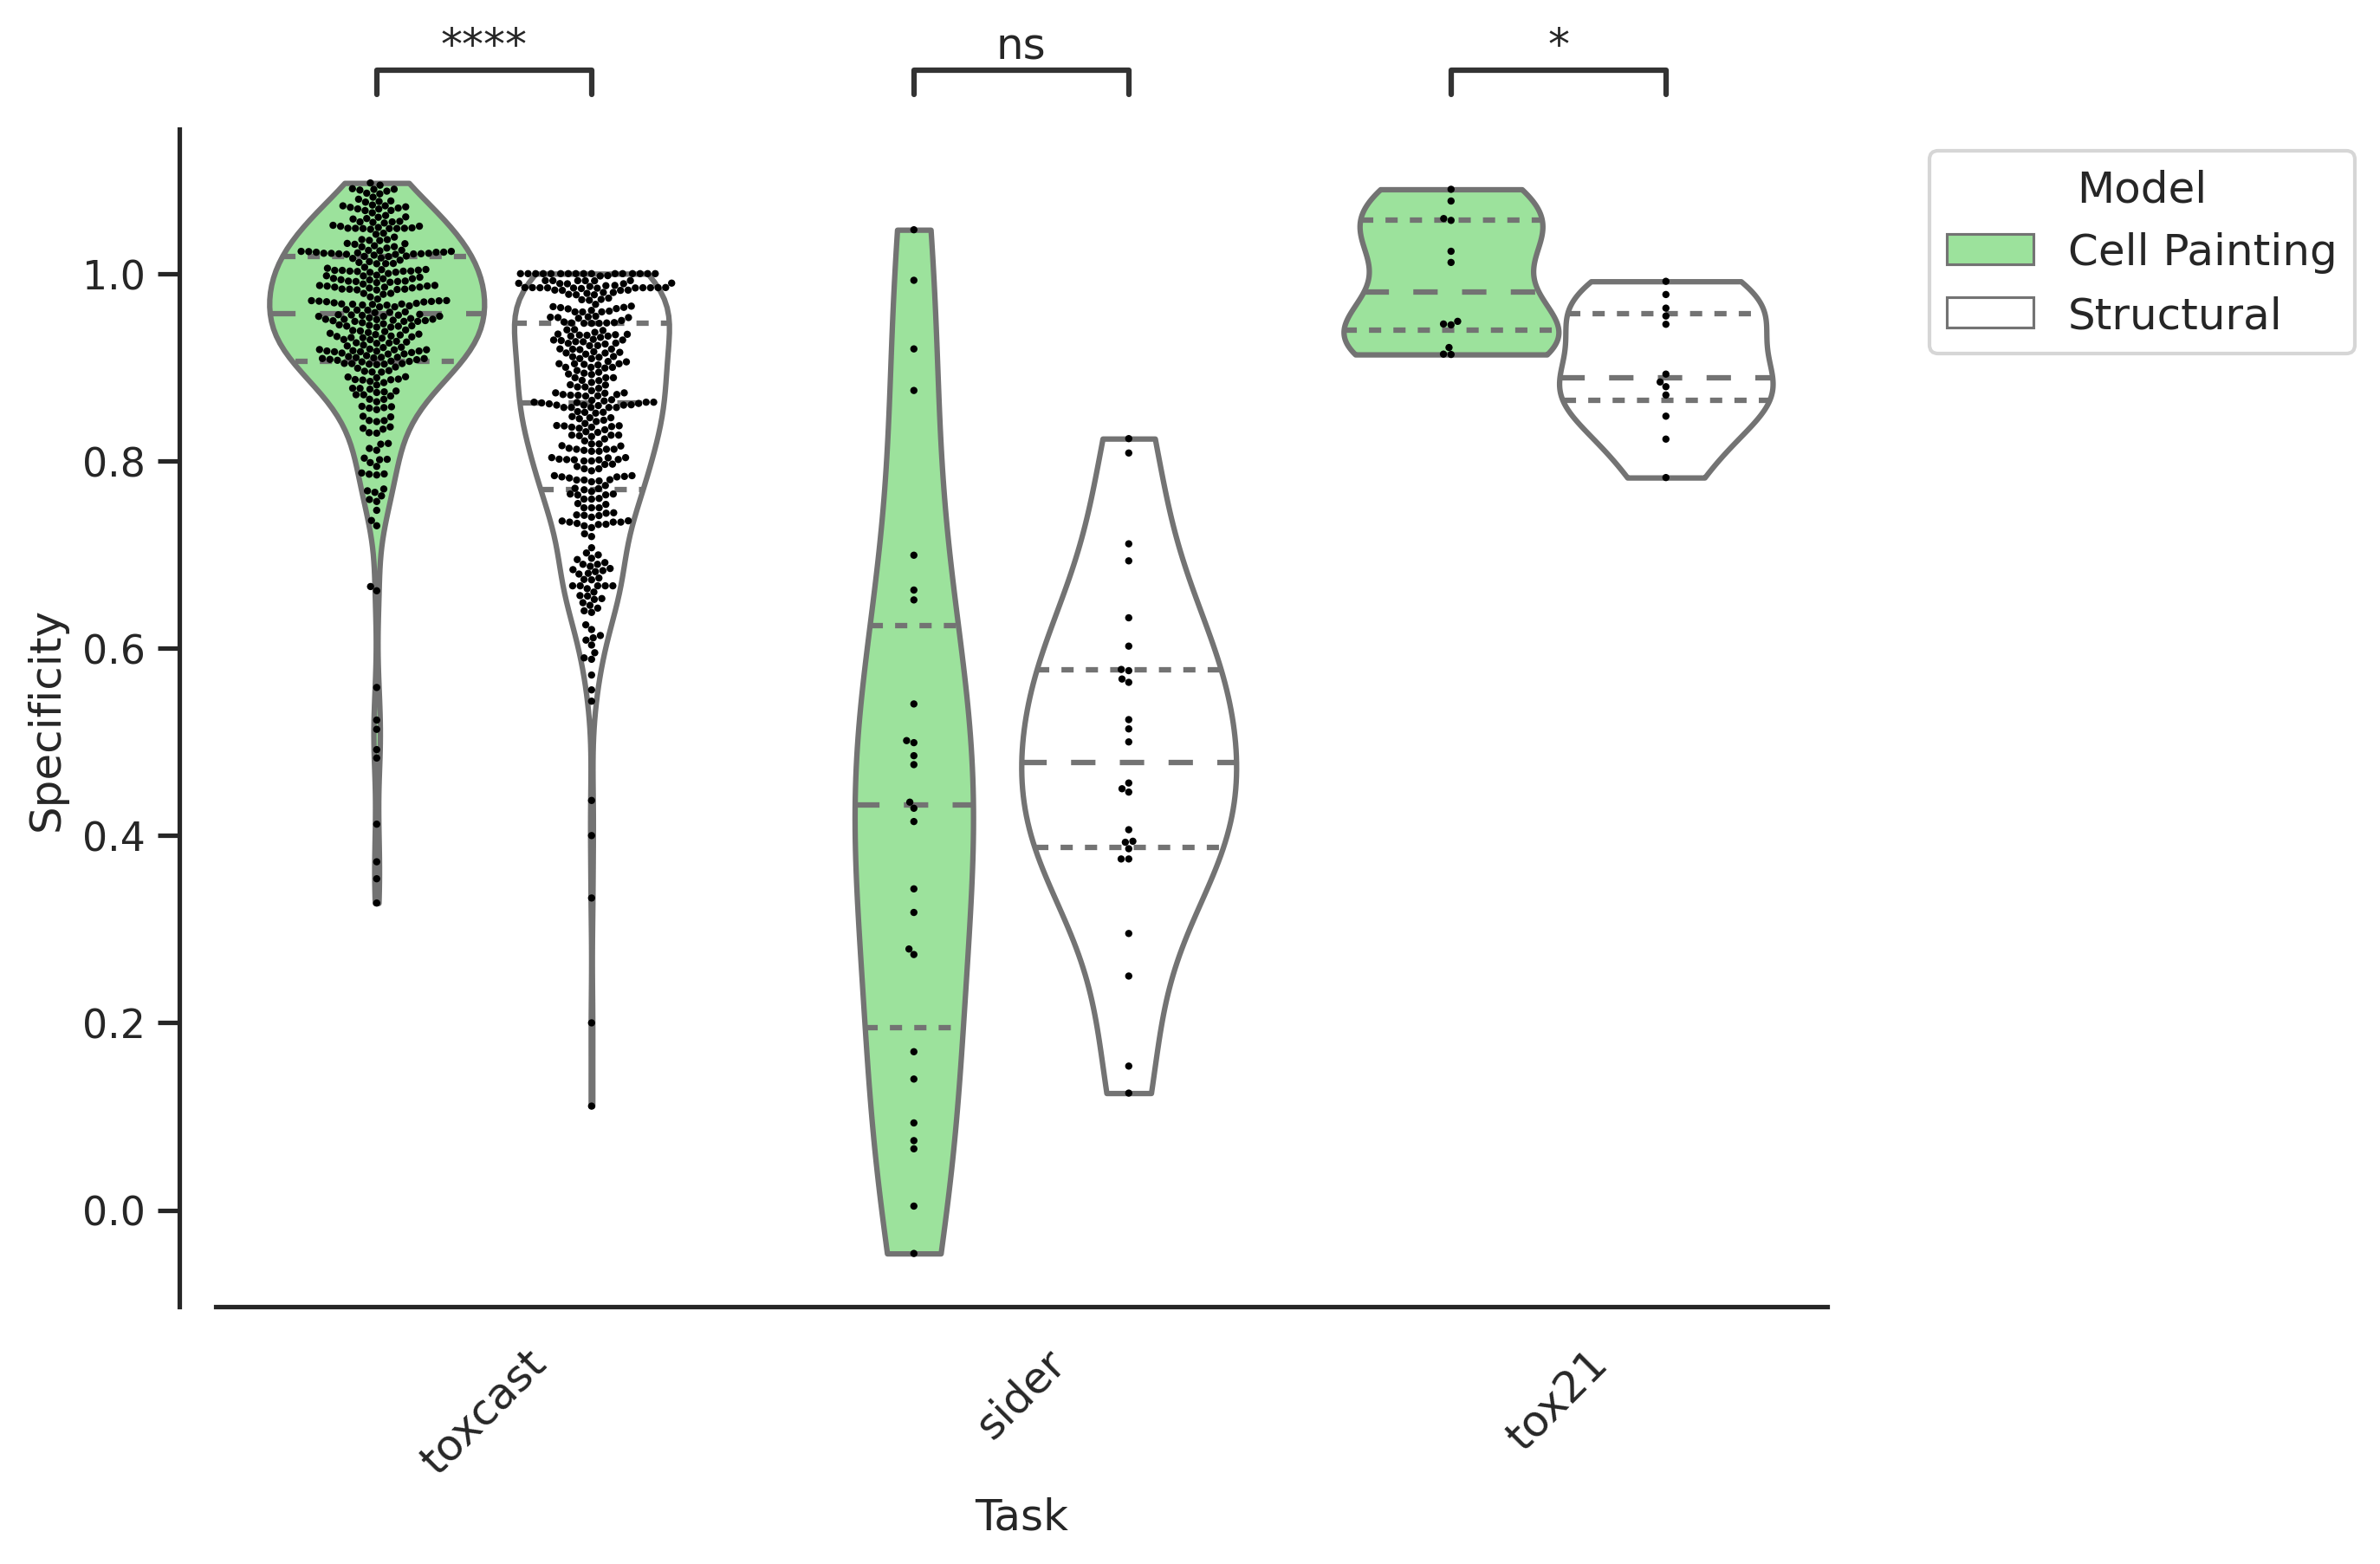 **** ns *
Model
Cell Painting
Structural
1.0
0.8
0.6
0.4
0.2
0.0
Specificity
toxcast sider tox21
Task